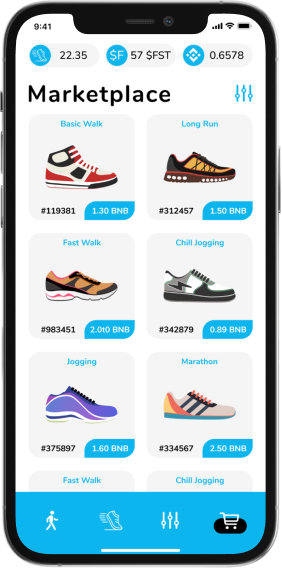 9:41
22.35 $F 57 $FST 0.6578
Marketplace
Basic Walk Long Run
#119381 1.30 BNB #312457 1.50 BNB
Fast Walk Chill Jogging
#983451 2.0t0 BNB #342879 0.89 BNB
Jogging Marathon
#375897 1.60 BNB #334567 2.50 BNB
Fast Walk Chill Jogging